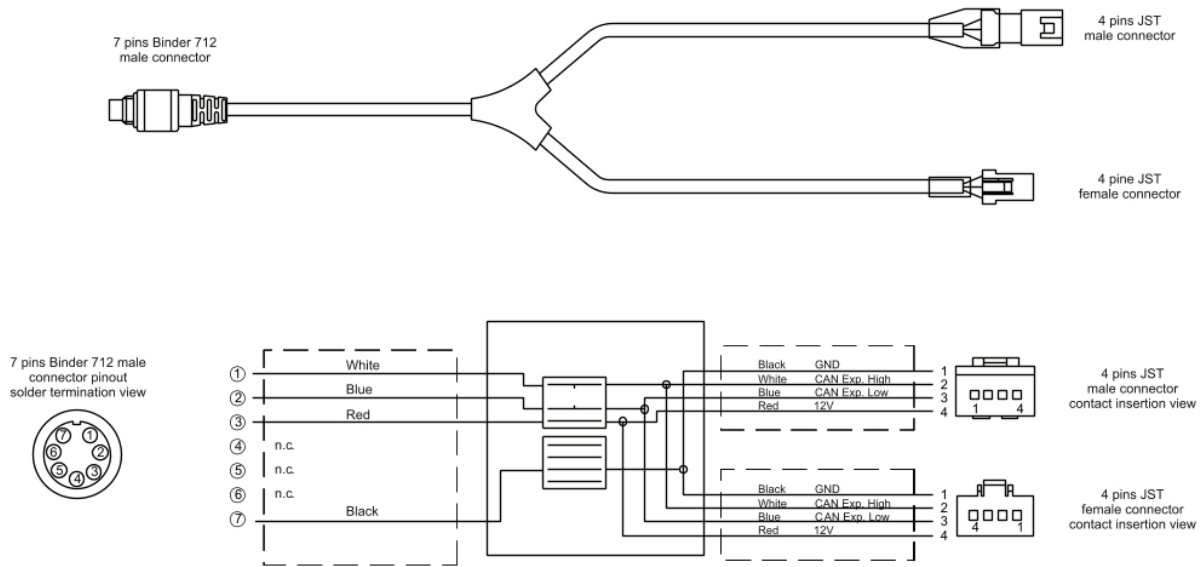 4 pins JST
male connector
7 pins Binder 712
male connector
4 pine JST
female connector
7 pins Binder 712 male
connector pinout
solder termination view
7 1
6 2
5 3
4
1 White
2 Blue
3 Red
4 n.c.
5 n.c.
6 n.c.
7 Black
Black GND 1
White CAN Exp. High 2
Blue CAN Exp. Low 3
Red 12V 4
1 4
4 pins JST
male connector
contact insertion view
Black GND 1
White CAN Exp. High 2
Blue CAN Exp. Low 3
Red 12V 4
4 1
4 pins JST
female connector
contact insertion view